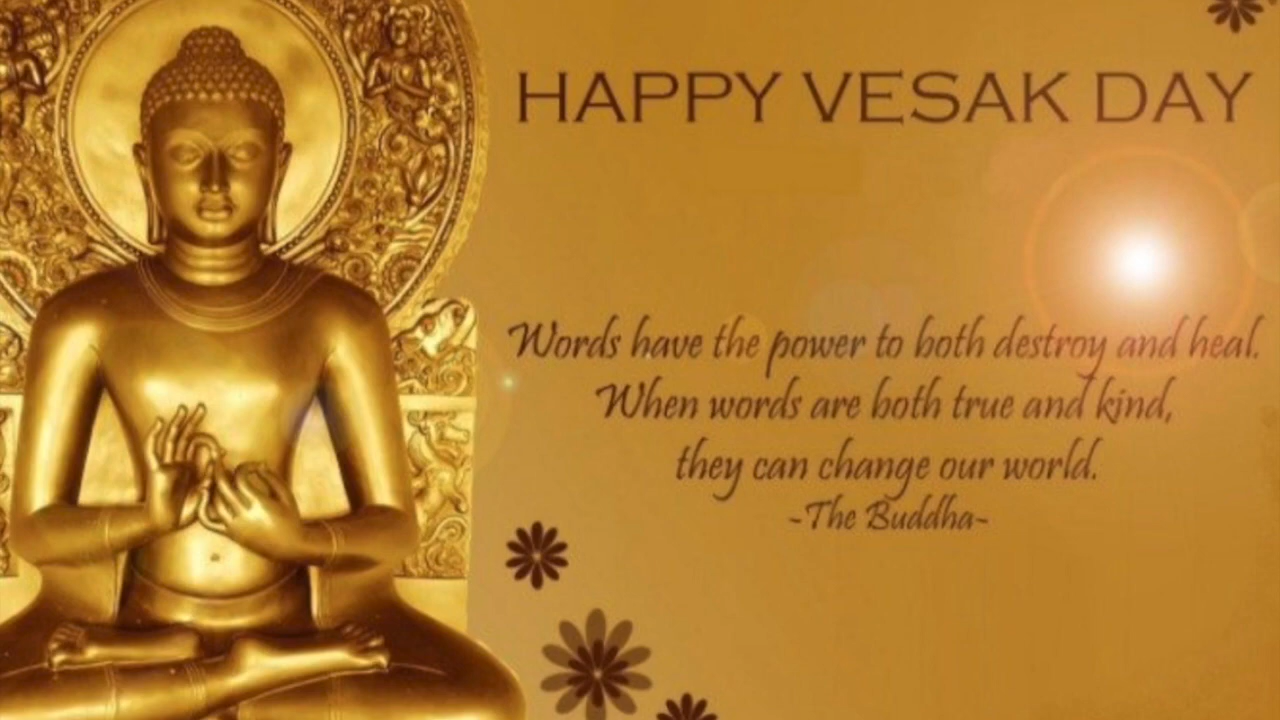 HAPPY VESAK DAY
Words have the power to both destroy and heal.
When words are both true and kind,
they can change our world.
~The Buddha~